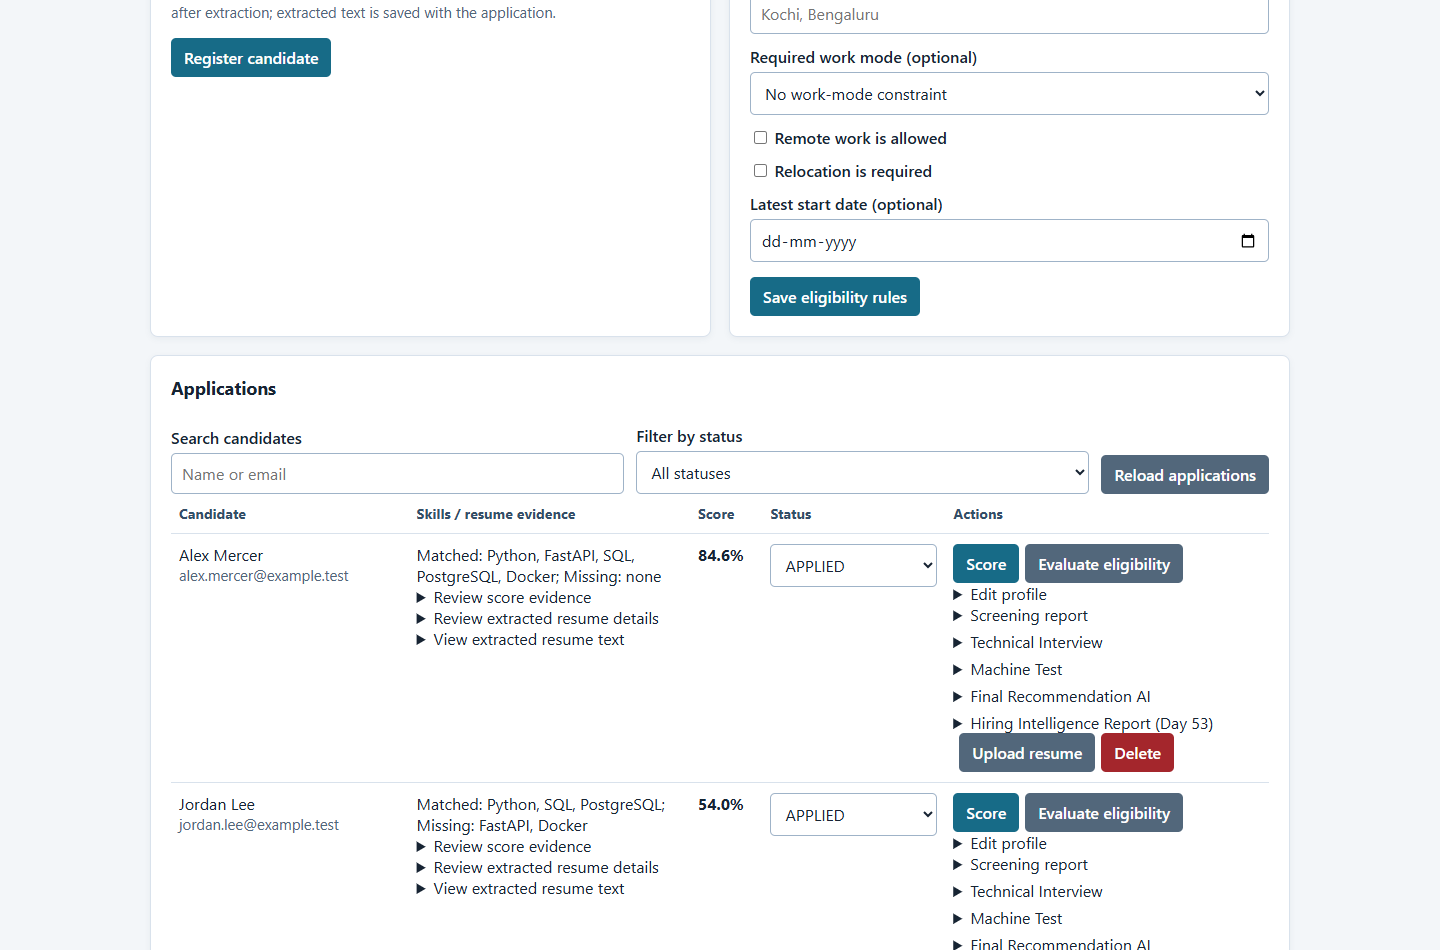 after extraction; extracted text is saved with the application.
Register candidate
Kochi, Bengaluru
Required work mode (optional)
No work-mode constraint
Remote work is allowed
Relocation is required
Latest start date (optional)
dd-mm-yyyy
Save eligibility rules
Applications
Search candidates
Name or email
Filter by status
All statuses
Reload applications
Candidate
Skills / resume evidence
Score
Status
Actions
Alex Mercer
alex.mercer@example.test
Matched: Python, FastAPI, SQL,
PostgreSQL, Docker; Missing: none
Review score evidence
Review extracted resume details
View extracted resume text
84.6%
APPLIED
Score
Evaluate eligibility
Edit profile
Screening report
Technical Interview
Machine Test
Final Recommendation AI
Hiring Intelligence Report (Day 53)
Upload resume
Delete
Jordan Lee
jordan.lee@example.test
Matched: Python, SQL, PostgreSQL;
Missing: FastAPI, Docker
Review score evidence
Review extracted resume details
View extracted resume text
54.0%
APPLIED
Score
Evaluate eligibility
Edit profile
Screening report
Technical Interview
Machine Test
Final Recommendation AI